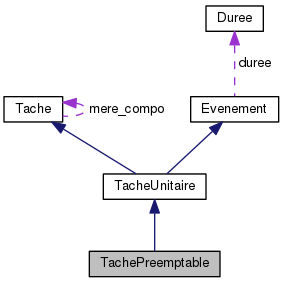 Duree
duree
Tache
mere_compo
Evenement
TacheUnitaire
TachePreemptable